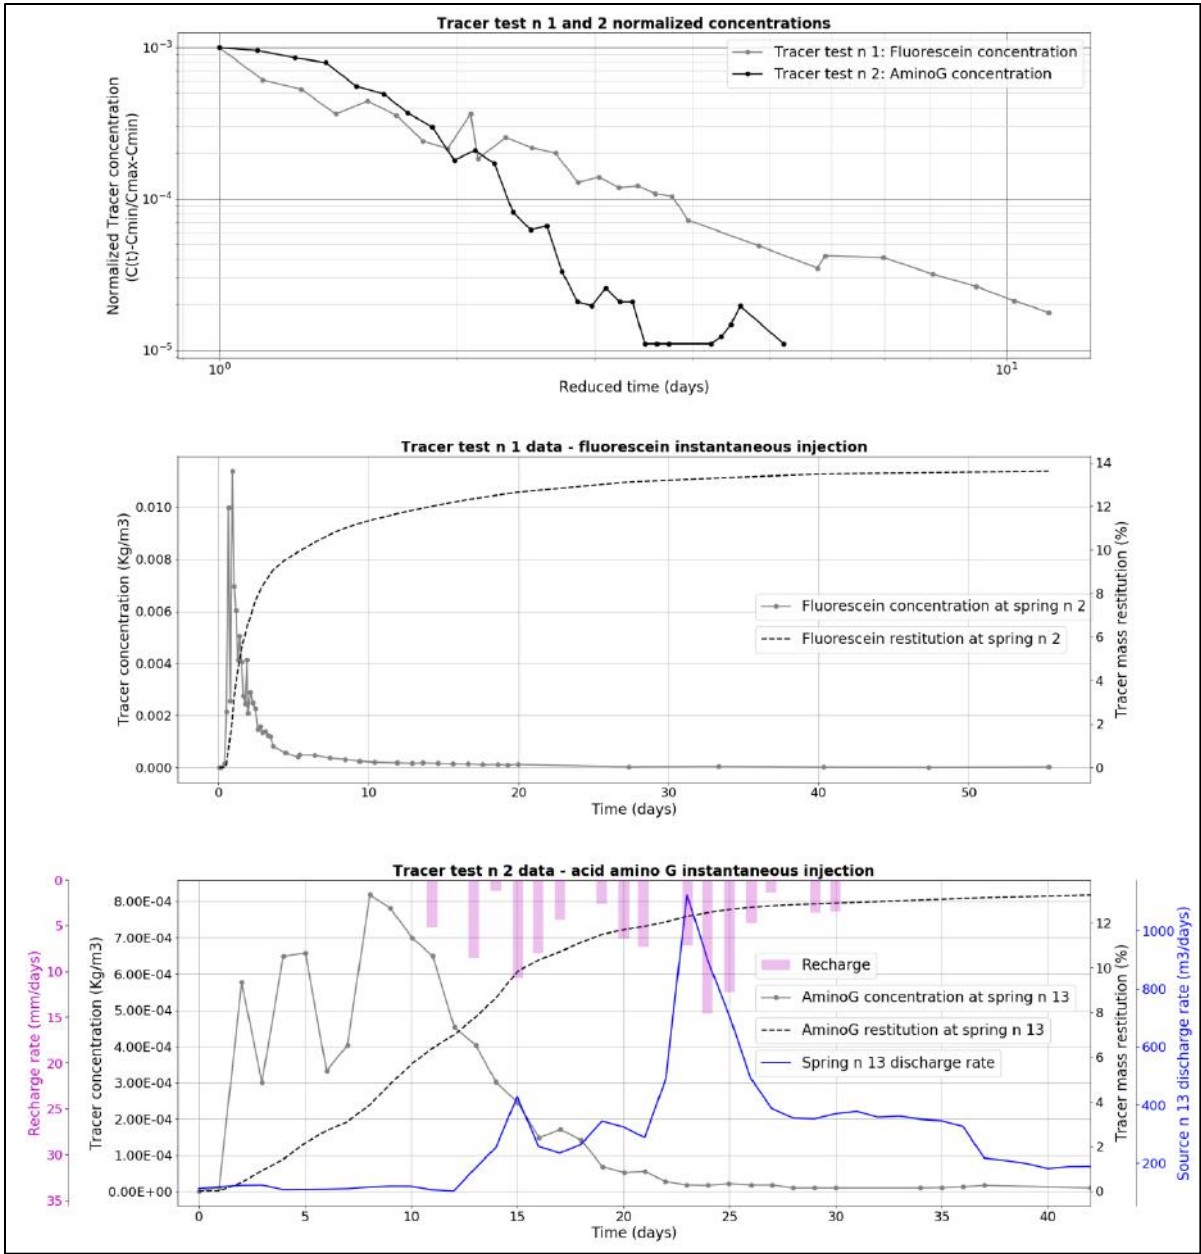 Tracer test n 1 and 2 normalized concentrations
Normalized Tracer concentration
(C(t)-Cmin/Cmax-Cmin)
10⁻³
10⁻⁴
10⁻⁵
Tracer test n 1: Fluorescein concentration
Tracer test n 2: AminoG concentration
10⁰
10¹
Reduced time (days)
Tracer test n 1 data - fluorescein instantaneous injection
Tracer concentration (Kg/m3)
0.010
0.008
0.006
0.004
0.002
0.000
Fluorescein concentration at spring n 2
Fluorescein restitution at spring n 2
14
12
10
8
6
4
2
0
Tracer mass restitution (%)
0 10 20 30 40 50
Time (days)
Tracer test n 2 data - acid amino G instantaneous injection
Recharge rate (mm/days)
0
5
10
15
20
25
30
35
Tracer concentration (Kg/m3)
8.00E-04
7.00E-04
6.00E-04
5.00E-04
4.00E-04
3.00E-04
2.00E-04
1.00E-04
0.00E+00
Recharge
AminoG concentration at spring n 13
AminoG restitution at spring n 13
Spring n 13 discharge rate
12
10
8
6
4
2
0
Tracer mass restitution (%)
1000
800
600
400
200
Source n 13 discharge rate (m3/days)
0 5 10 15 20 25 30 35 40
Time (days)